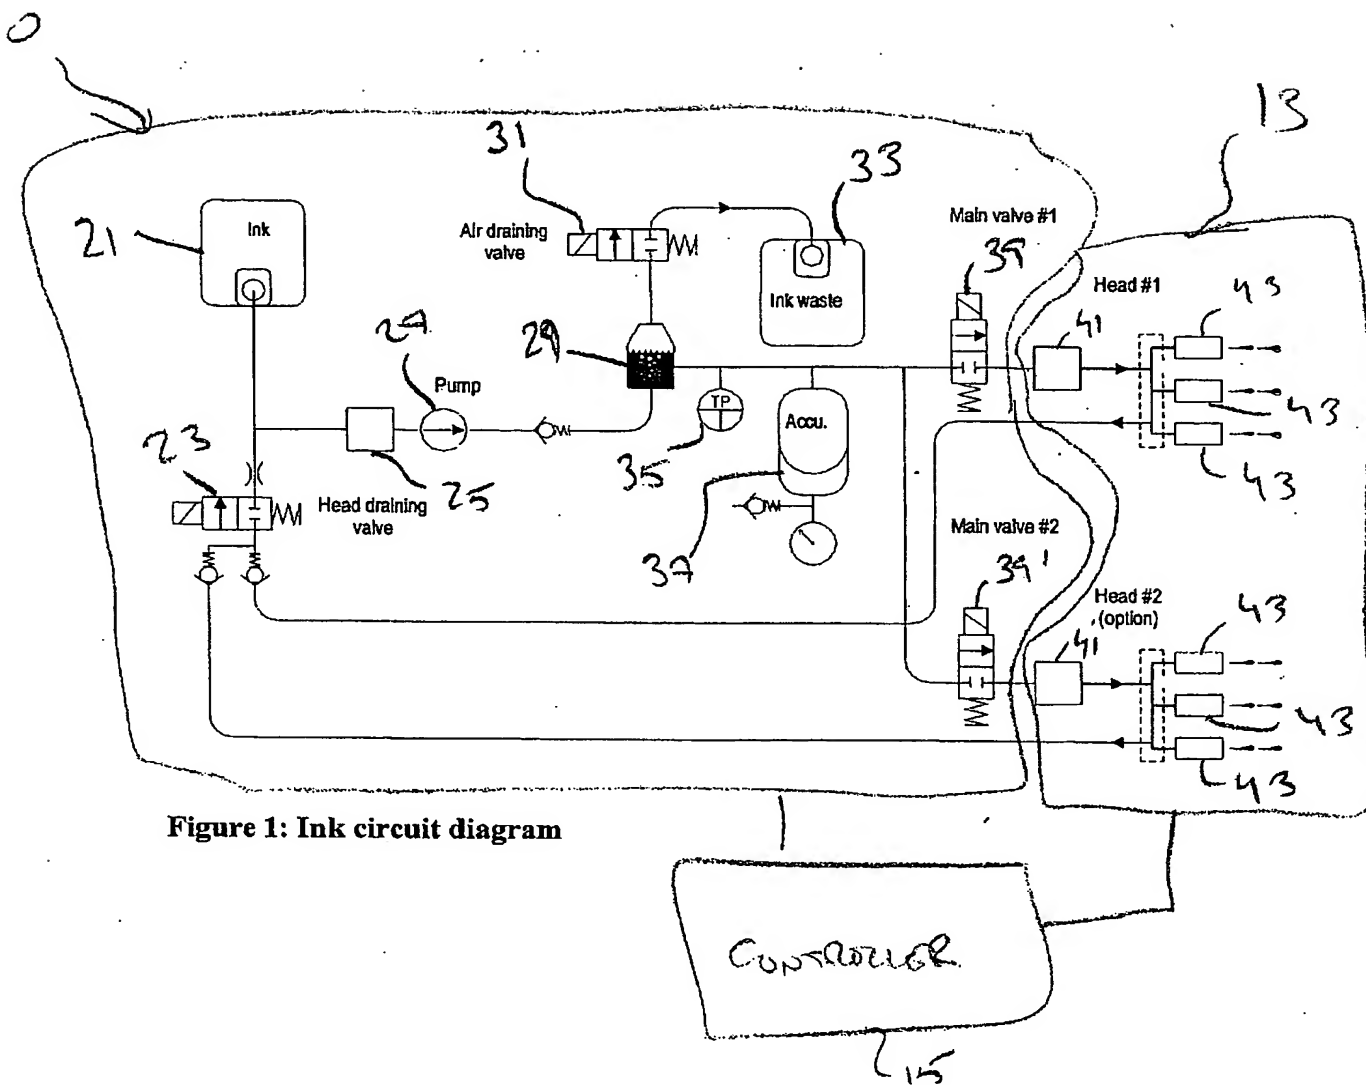 0
13
31
33
21
Ink
Air draining
valve
Ink waste
Main valve #1
39
Head #1
43
41
27
Pump
29
TP
35
Accu.
43
43
23
Head draining
valve
25
37
Main valve #2
39'
Head #2
(option)
43
41
43
43
Figure 1: Ink circuit diagram
CONTROLLER
15